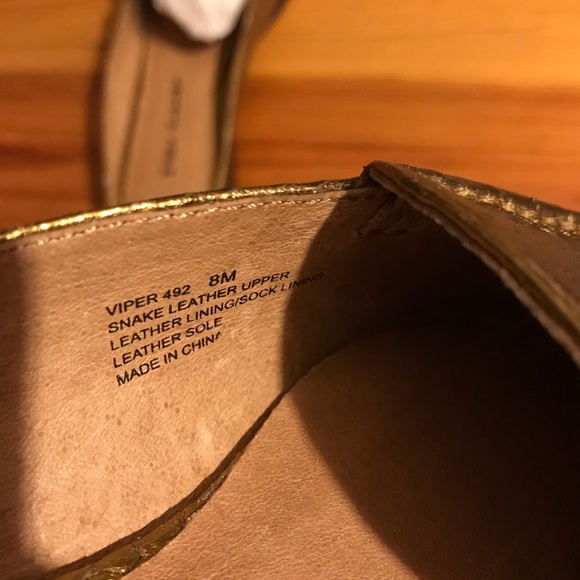 VIPER 492 8M
SNAKE LEATHER UPPER
LEATHER LINING/SOCK LINING
LEATHER SOLE
MADE IN CHINA